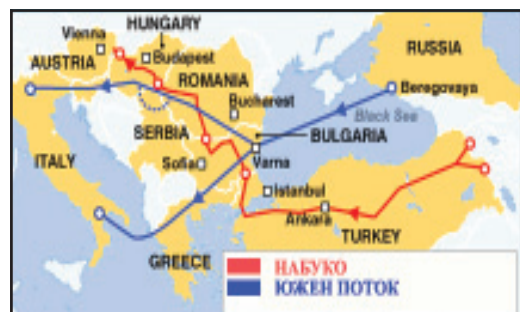 HUNGARY
Vienna
AUSTRIA
Budapest
RUSSIA
ROMANIA
Beregovaya
Bucharest
Black Sea
SERBIA
BULGARIA
ITALY
Sofia
Varna
Istanbul
Ankara
TURKEY
GREECE
НАБУКО
ЮЖЕН ПОТОК